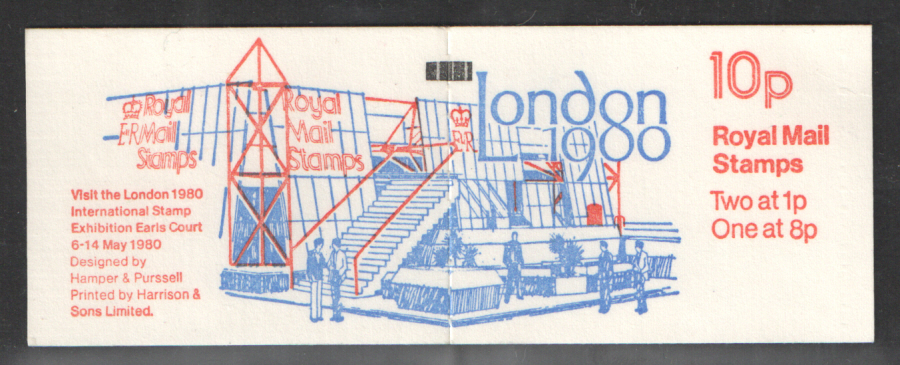 Royal
E R Mail
Stamps
Royal
Mail
Stamps
E R
London
1980
Visit the London 1980
International Stamp
Exhibition Earls Court
6-14 May 1980
Designed by
Hamper & Purssell
Printed by Harrison &
Sons Limited.
10p
Royal Mail
Stamps
Two at 1p
One at 8p